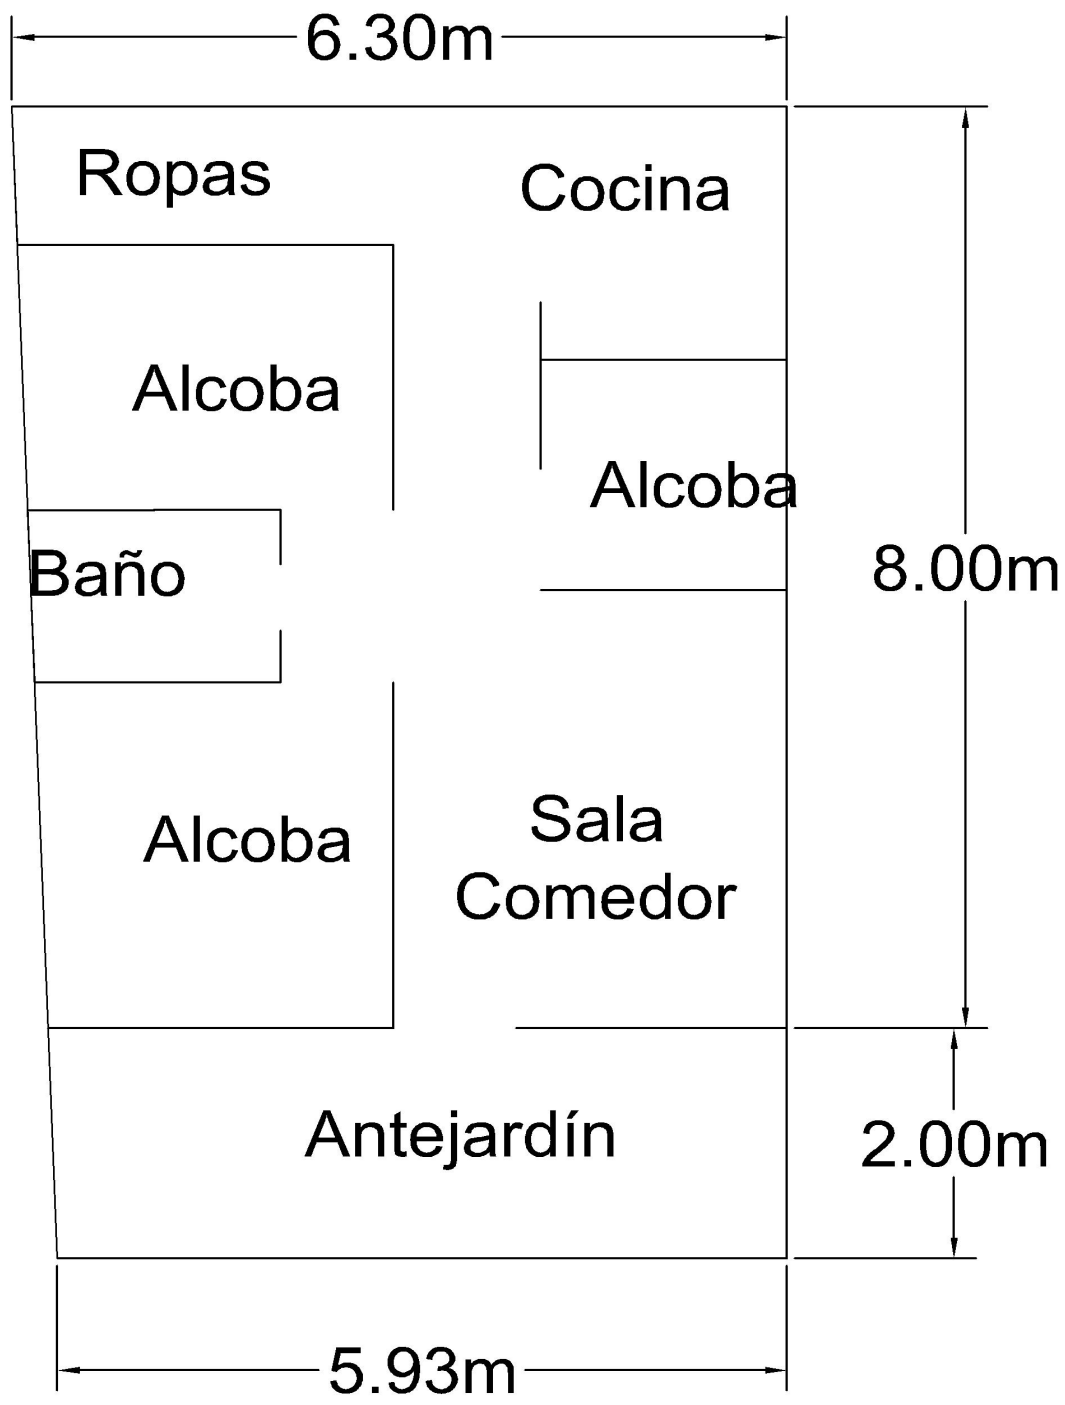 6.30m
Ropas
Cocina
Alcoba
Alcoba
Baño
8.00m
Alcoba
Sala
Comedor
Antejardín
2.00m
5.93m